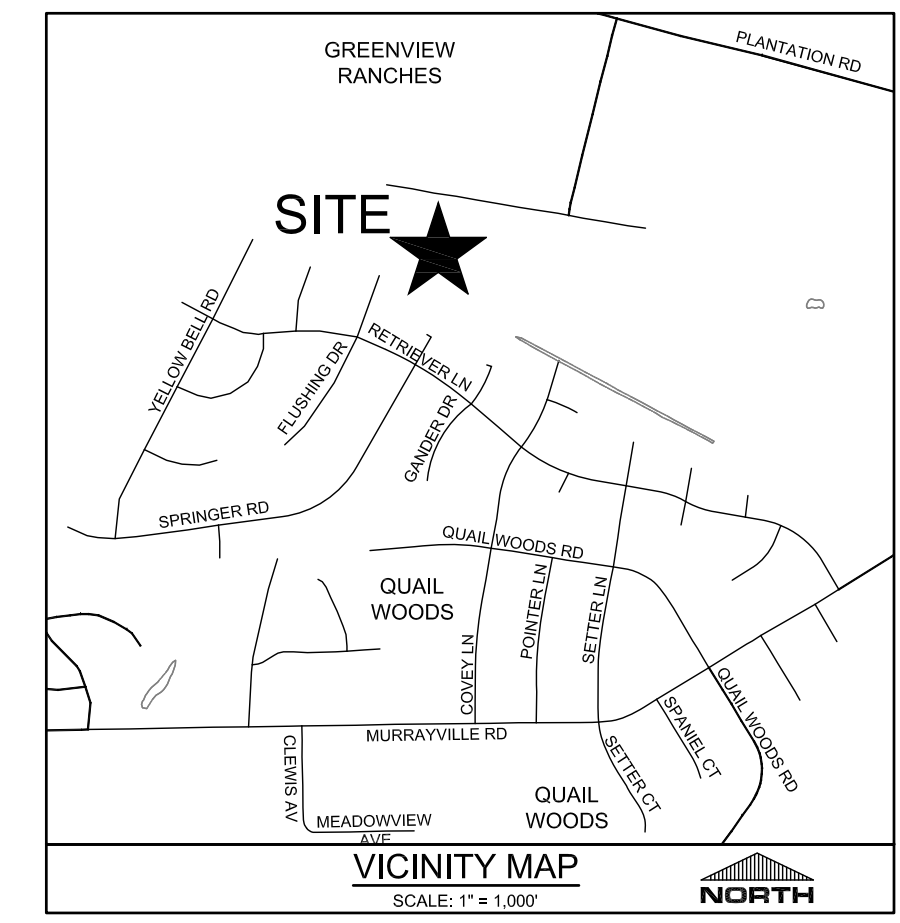 GREENVIEW
RANCHES
PLANTATION RD
SITE
YELLOW BELL RD
FLUSHING DR
RETRIEVER LN
GANDER DR
SPRINGER RD
QUAIL WOODS RD
QUAIL
WOODS
COVEY LN
POINTER LN
SETTER LN
MURRAYVILLE RD
QUAIL WOODS RD
SPANIEL CT
SETTER CT
CLEWIS AV
MEADOWVIEW
AVE
QUAIL
WOODS
VICINITY MAP
SCALE: 1" = 1,000'
NORTH